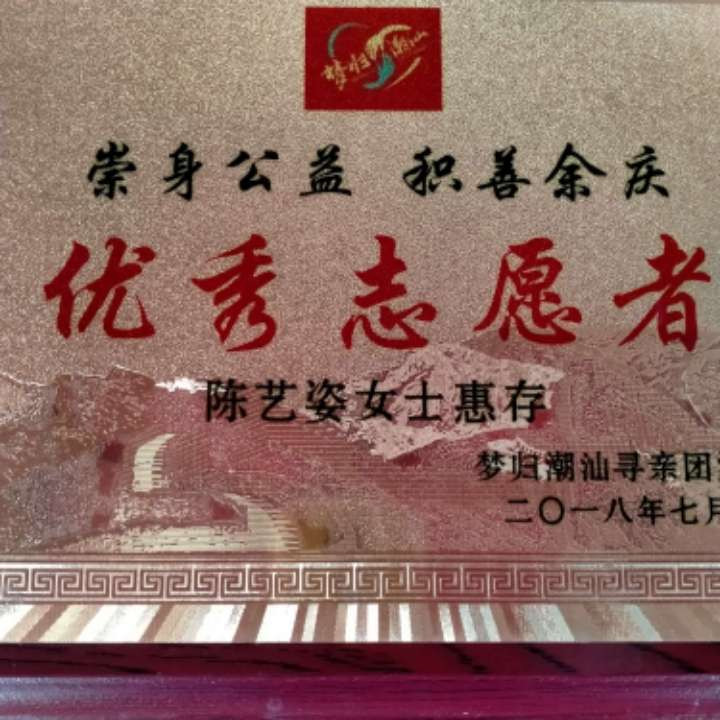 梦归潮汕
崇身公益 积善余庆
优秀志愿者
陈艺姿女士惠存
梦归潮汕寻亲团
二〇一八年七月